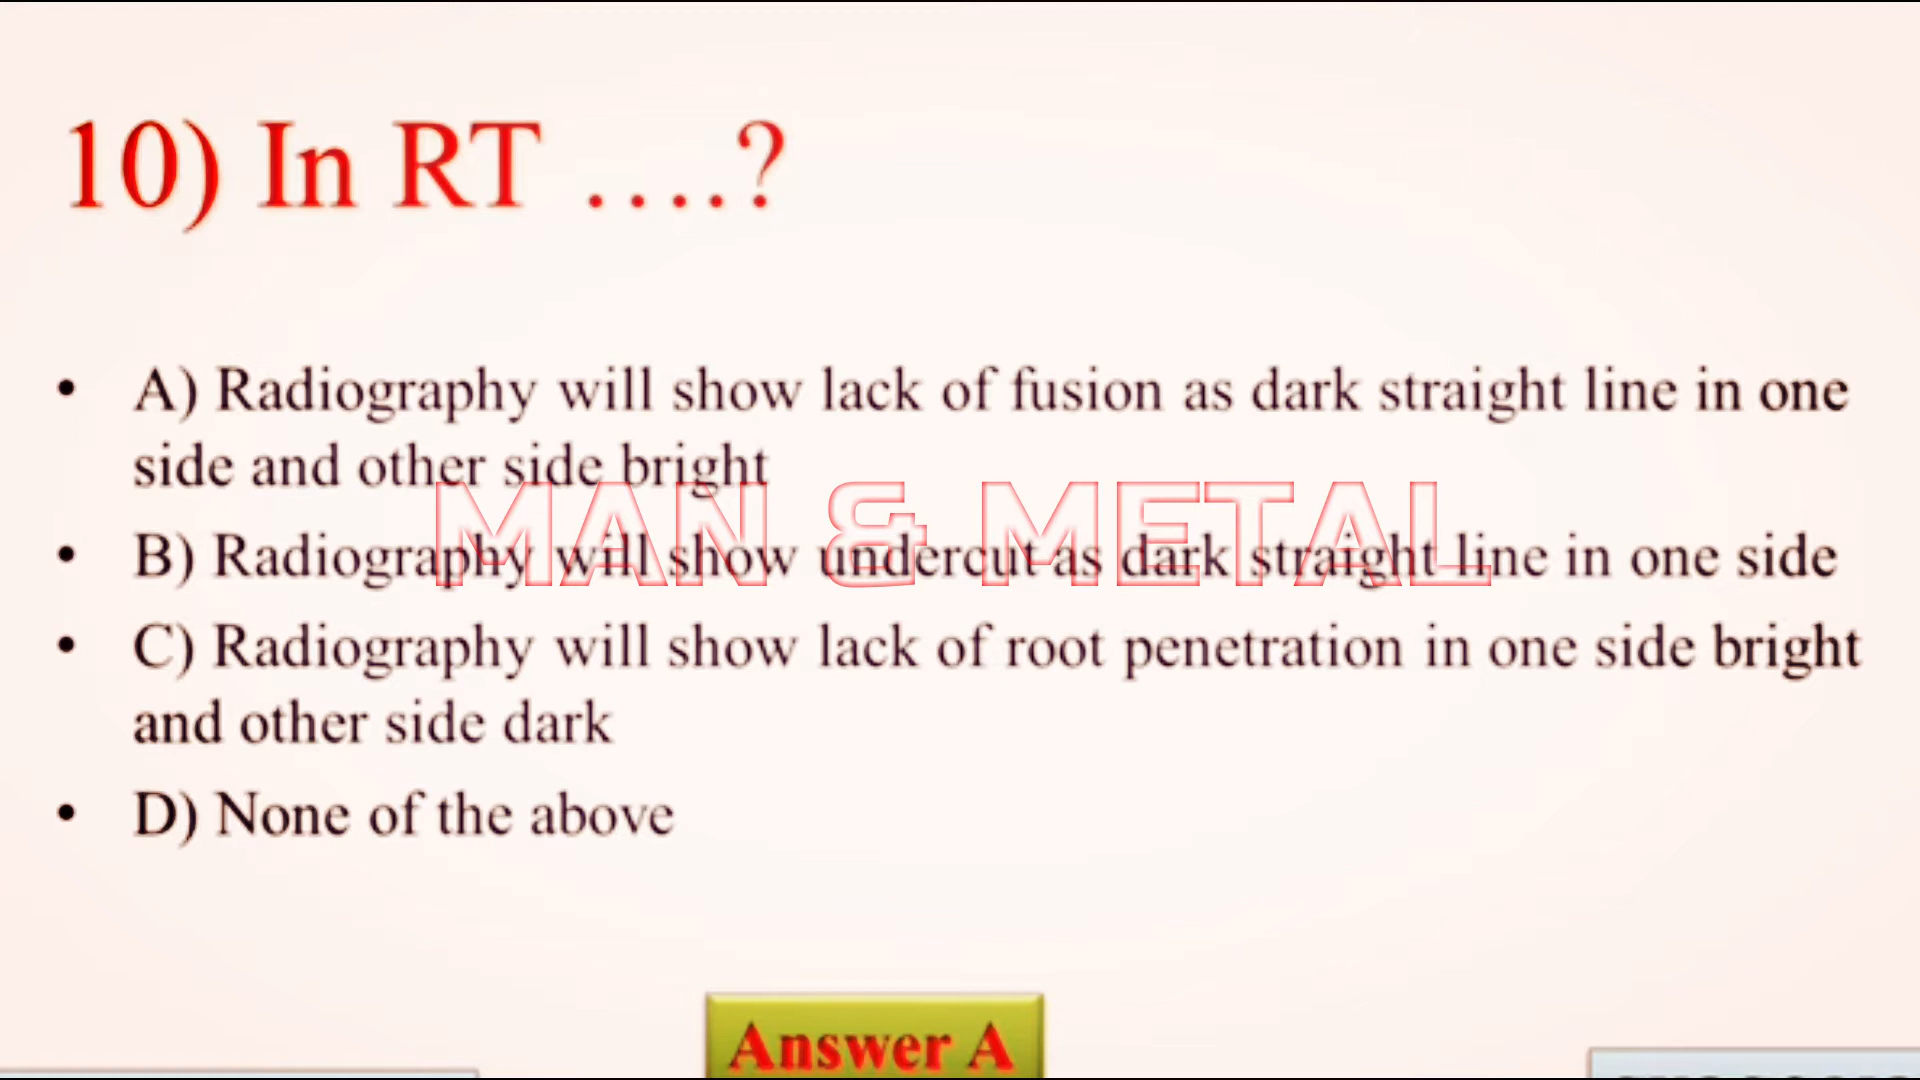 10) In RT ....?
• A) Radiography will show lack of fusion as dark straight line in one
side and other side bright
MAN & METAL
• B) Radiography will show undercut as dark straight line in one side
• C) Radiography will show lack of root penetration in one side bright
and other side dark
• D) None of the above
Answer A